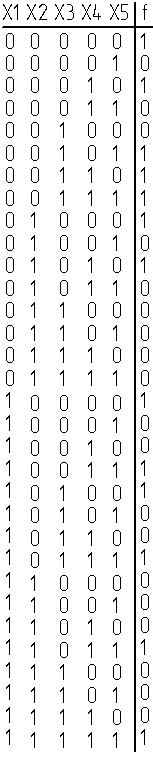 X1 X2 X3 X4 X5 f
0 0 0 0 0 1
0 0 0 0 1 0
0 0 0 1 0 1
0 0 0 1 1 0
0 0 1 0 0 0
0 0 1 0 1 1
0 0 1 1 0 1
0 0 1 1 1 1
0 1 0 0 0 1
0 1 0 0 1 0
0 1 0 1 0 1
0 1 0 1 1 0
0 1 1 0 0 0
0 1 1 0 1 0
0 1 1 1 0 0
0 1 1 1 1 0
1 0 0 0 0 1
1 0 0 0 1 0
1 0 0 1 0 0
1 0 0 1 1 1
1 0 1 0 0 1
1 0 1 0 1 0
1 0 1 1 0 0
1 0 1 1 1 1
1 1 0 0 0 0
1 1 0 0 1 0
1 1 0 1 0 0
1 1 0 1 1 1
1 1 1 0 0 0
1 1 1 0 1 0
1 1 1 1 0 0
1 1 1 1 1 1